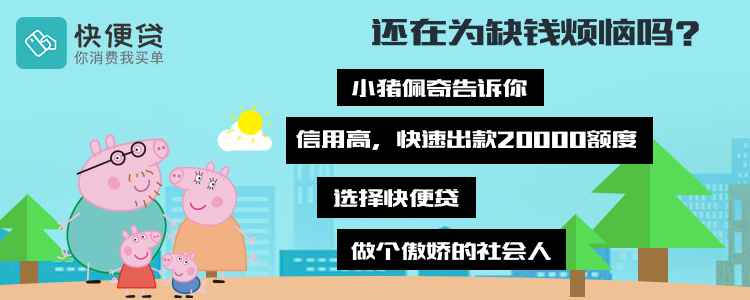 快便贷
你消费我买单
还在为缺钱烦恼吗?
小猪佩奇告诉你
信用高,快速出款20000额度
选择快便贷
做个傲娇的社会人